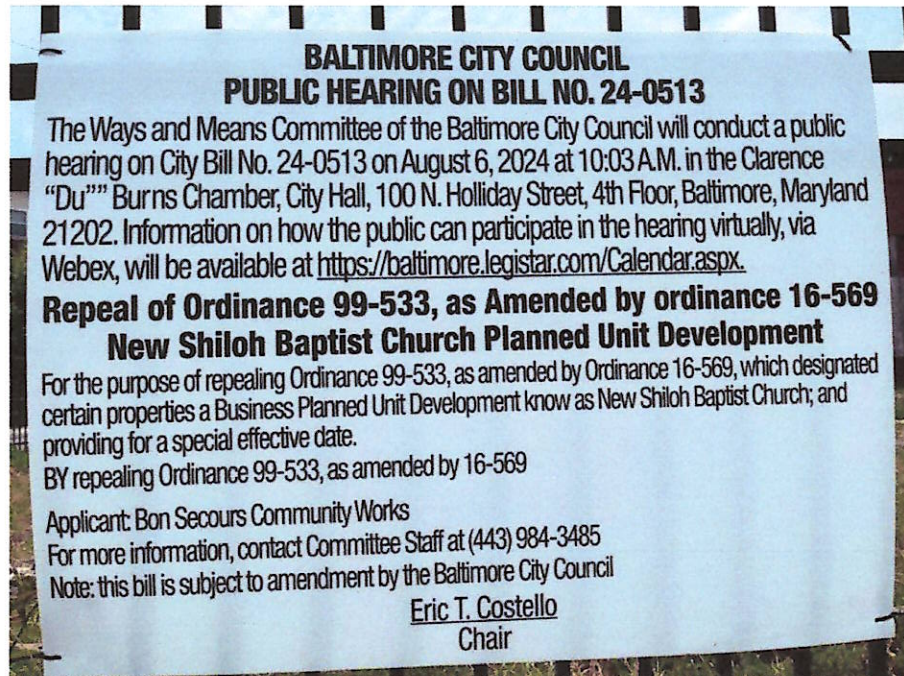 BALTIMORE CITY COUNCIL
PUBLIC HEARING ON BILL NO. 24-0513
The Ways and Means Committee of the Baltimore City Council will conduct a public
hearing on City Bill No. 24-0513 on August 6, 2024 at 10:03 A.M. in the Clarence
"Du"" Burns Chamber, City Hall, 100 N. Holliday Street, 4th Floor, Baltimore, Maryland
21202. Information on how the public can participate in the hearing virtually, via
Webex, will be available at https://baltimore.legistar.com/Calendar.aspx.
Repeal of Ordinance 99-533, as Amended by ordinance 16-569
New Shiloh Baptist Church Planned Unit Development
For the purpose of repealing Ordinance 99-533, as amended by Ordinance 16-569, which designated
certain properties a Business Planned Unit Development know as New Shiloh Baptist Church; and
providing for a special effective date.
BY repealing Ordinance 99-533, as amended by 16-569
Applicant: Bon Secours Community Works
For more information, contact Committee Staff at (443) 984-3485
Note: this bill is subject to amendment by the Baltimore City Council
Eric T. Costello
Chair